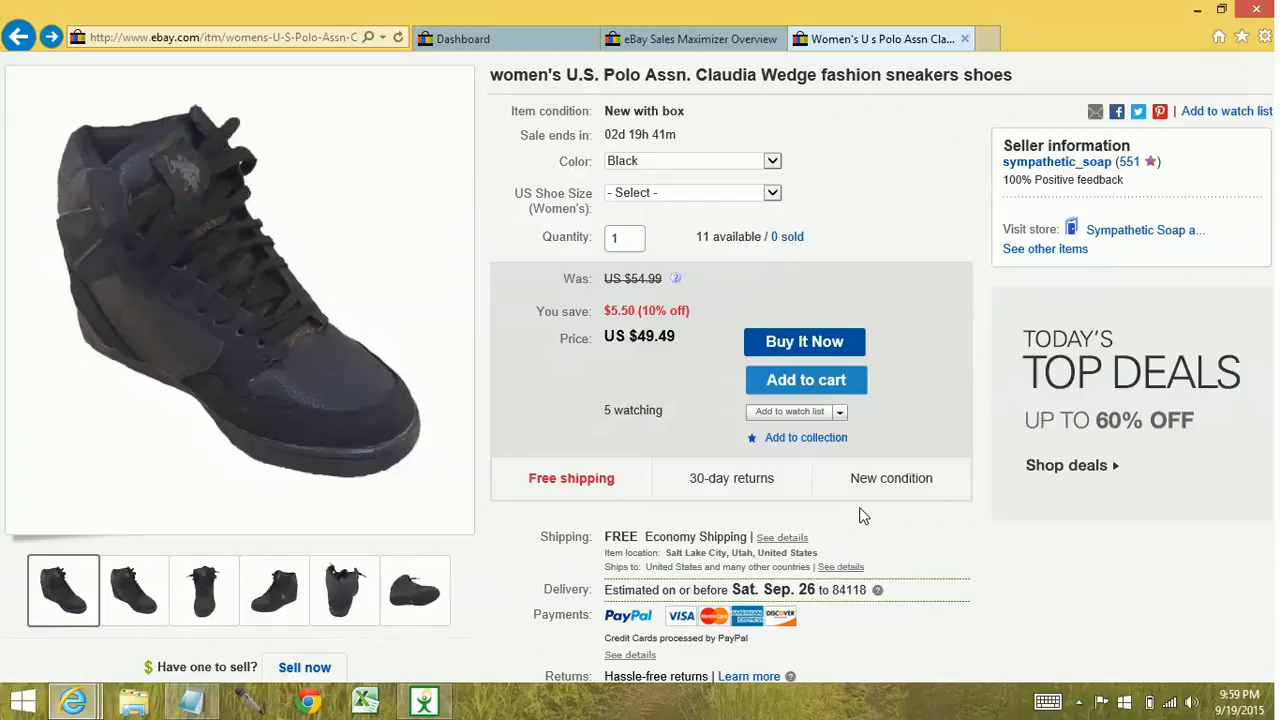 http://www.ebay.com/itm/womens-U-S-Polo-Assn-C
Dashboard
eBay Sales Maximizer Overview
Women's U s Polo Assn Cla...
women's U.S. Polo Assn. Claudia Wedge fashion sneakers shoes
Item condition: New with box
Sale ends in: 02d 19h 41m
Color: Black
US Shoe Size (Women's): - Select -
Quantity: 1 11 available / 0 sold
Was: US $54.99
You save: $5.50 (10% off)
Price: US $49.49
Buy It Now
Add to cart
5 watching
Add to watch list
Add to collection
Free shipping 30-day returns New condition
Shipping: FREE Economy Shipping | See details
Item location: Salt Lake City, Utah, United States
Ships to: United States and many other countries | See details
Delivery: Estimated on or before Sat. Sep. 26 to 84118
Payments: PayPal VISA MasterCard DISCOVER
Credit Cards processed by PayPal
See details
Returns: Hassle-free returns | Learn more
| Add to watch list
Seller information
sympathetic_soap (551)
100% Positive feedback
Visit store: Sympathetic Soap a...
See other items
TODAY'S
TOP DEALS
UP TO 60% OFF
Shop deals
$ Have one to sell? Sell now
9:59 PM
9/19/2015